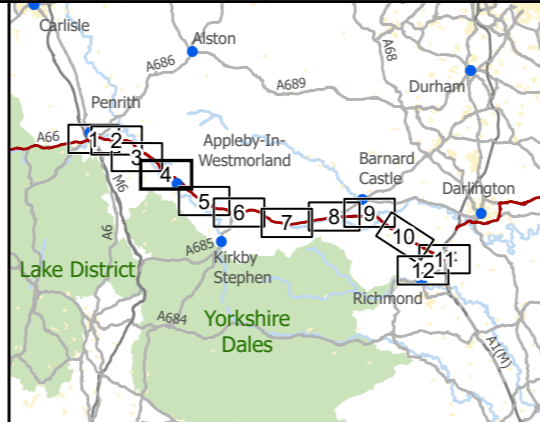 Carlisle
Alston
A686
A68
A689
Durham
Penrith
A66
1
2
3
4
Appleby-In-
Westmorland
Barnard
Castle
Darlington
M6
A6
5
6
7
8
9
10
11
12
A685
Kirkby
Stephen
Lake District
Richmond
A684
Yorkshire
Dales
A1(M)